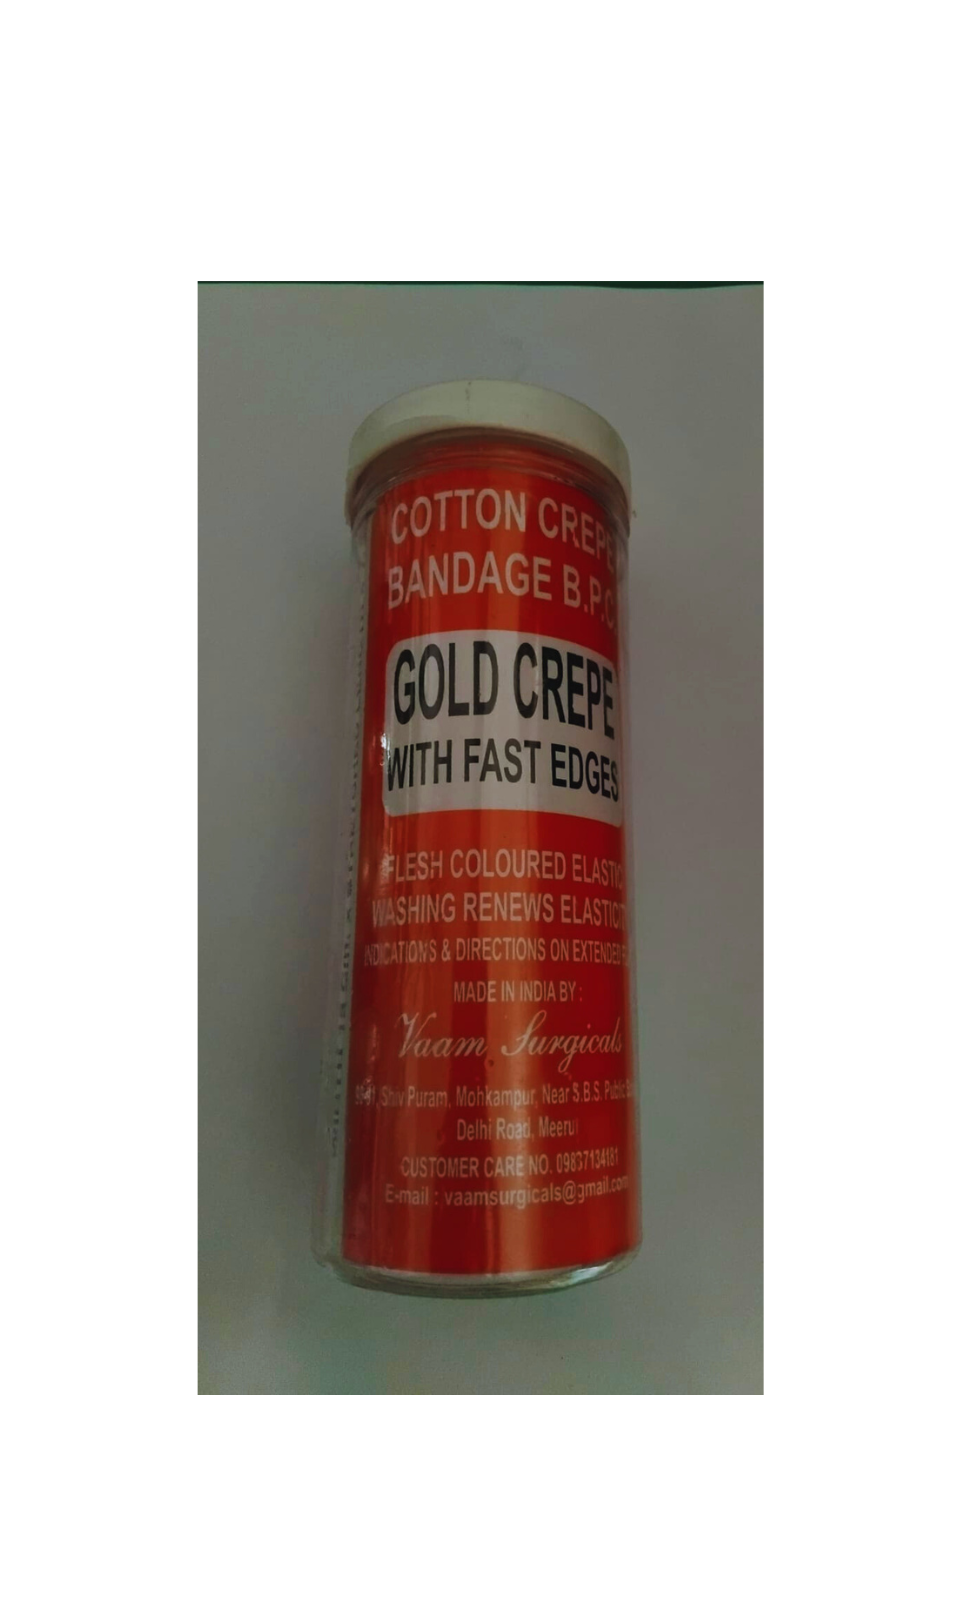 COTTON CREPE
BANDAGE B.P.C
GOLD CREPE
WITH FAST EDGES
FLESH COLOURED ELASTIC
WASHING RENEWS ELASTICITY
INDICATIONS & DIRECTIONS ON EXTENDED
MADE IN INDIA BY :
Vaam Surgicals
Shiv Puram, Mohkampur, Near S.B.S. Public
Delhi Road, Meerut
CUSTOMER CARE NO. 09837134181
E-mail : vaamsurgicals@gmail.com